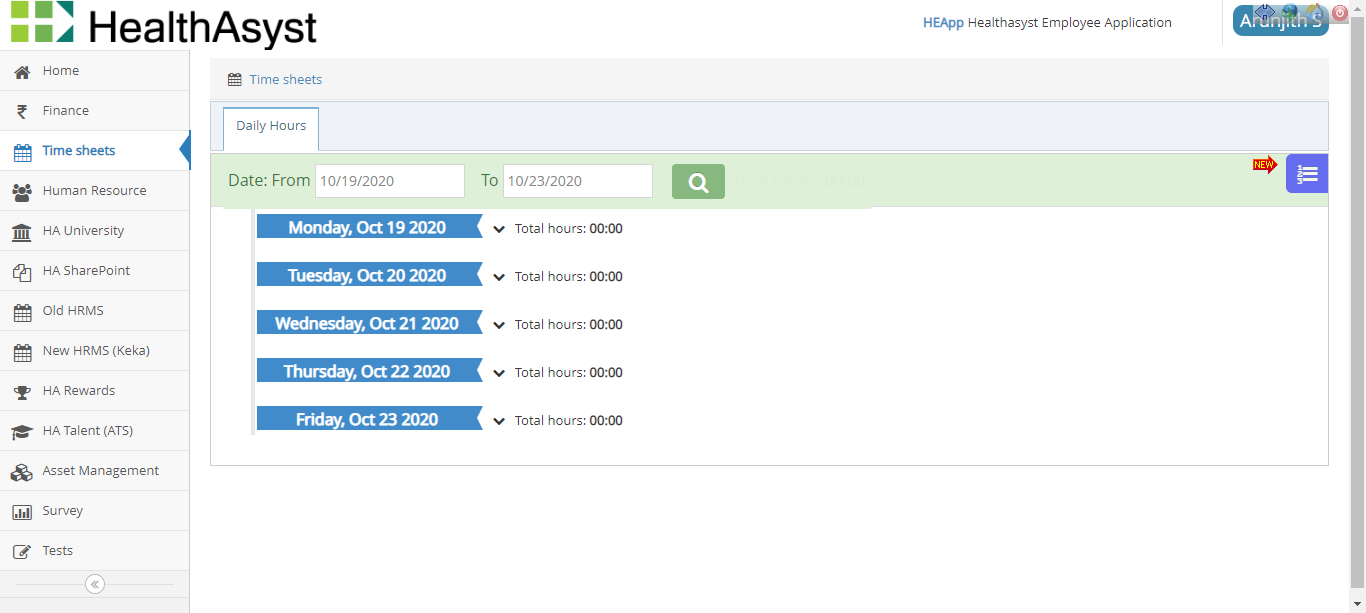 HealthAsyst
HEApp Healthasyst Employee Application
Arunjith S
Home
Finance
Time sheets
Human Resource
HA University
HA SharePoint
Old HRMS
New HRMS (Keka)
HA Rewards
HA Talent (ATS)
Asset Management
Survey
Tests
Time sheets
Daily Hours
Date: From 10/19/2020 To 10/23/2020
NEW
Monday, Oct 19 2020 Total hours: 00:00
Tuesday, Oct 20 2020 Total hours: 00:00
Wednesday, Oct 21 2020 Total hours: 00:00
Thursday, Oct 22 2020 Total hours: 00:00
Friday, Oct 23 2020 Total hours: 00:00